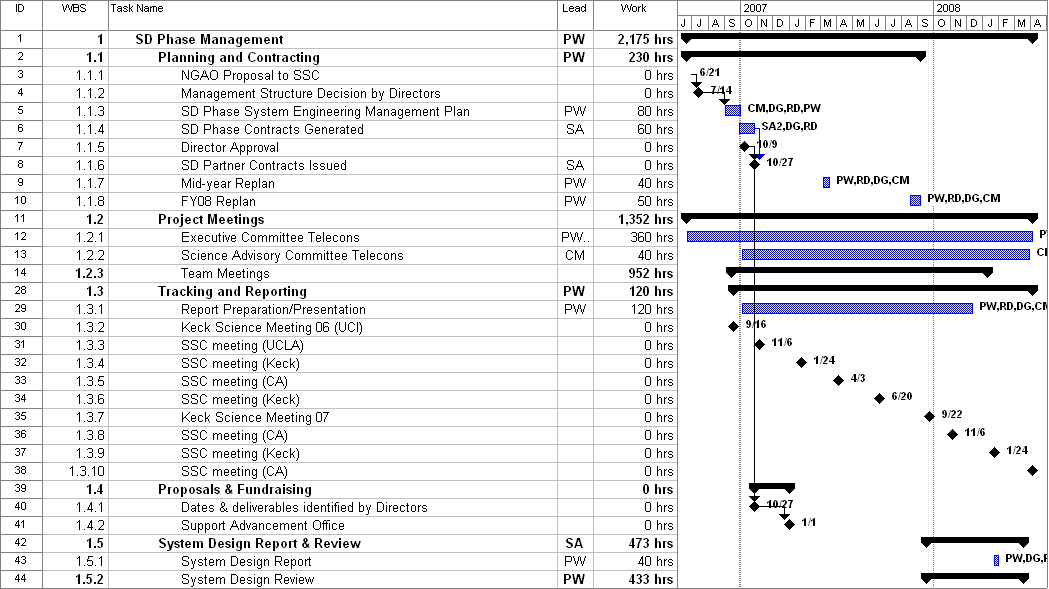 ID WBS Task Name Lead Work 2007 2008
J J A S O N D J F M A M J J A S O N D J F M A
1 1 SD Phase Management PW 2,175 hrs
2 1.1 Planning and Contracting PW 230 hrs
3 1.1.1 NGAO Proposal to SSC 0 hrs 6/21
4 1.1.2 Management Structure Decision by Directors 0 hrs 7/14
5 1.1.3 SD Phase System Engineering Management Plan PW 80 hrs CM,DG,RD,PW
6 1.1.4 SD Phase Contracts Generated SA 60 hrs SA2,DG,RD
7 1.1.5 Director Approval 0 hrs 10/9
8 1.1.6 SD Partner Contracts Issued SA 0 hrs 10/27
9 1.1.7 Mid-year Replan PW 40 hrs PW,RD,DG,CM
10 1.1.8 FY08 Replan PW 50 hrs PW,RD,DG,CM
11 1.2 Project Meetings 1,352 hrs
12 1.2.1 Executive Committee Telecons PW.. 360 hrs
13 1.2.2 Science Advisory Committee Telecons CM 40 hrs
14 1.2.3 Team Meetings 952 hrs
28 1.3 Tracking and Reporting PW 120 hrs
29 1.3.1 Report Preparation/Presentation PW 120 hrs PW,RD,DG,CM
30 1.3.2 Keck Science Meeting 06 (UCI) 0 hrs 9/16
31 1.3.3 SSC meeting (UCLA) 0 hrs 11/6
32 1.3.4 SSC meeting (Keck) 0 hrs 1/24
33 1.3.5 SSC meeting (CA) 0 hrs 4/3
34 1.3.6 SSC meeting (Keck) 0 hrs 6/20
35 1.3.7 Keck Science Meeting 07 0 hrs 9/22
36 1.3.8 SSC meeting (CA) 0 hrs 11/6
37 1.3.9 SSC meeting (Keck) 0 hrs 1/24
38 1.3.10 SSC meeting (CA) 0 hrs
39 1.4 Proposals & Fundraising 0 hrs
40 1.4.1 Dates & deliverables identified by Directors 0 hrs 10/27
41 1.4.2 Support Advancement Office 0 hrs 1/1
42 1.5 System Design Report & Review SA 473 hrs
43 1.5.1 System Design Report PW 40 hrs PW,DG,
44 1.5.2 System Design Review PW 433 hrs